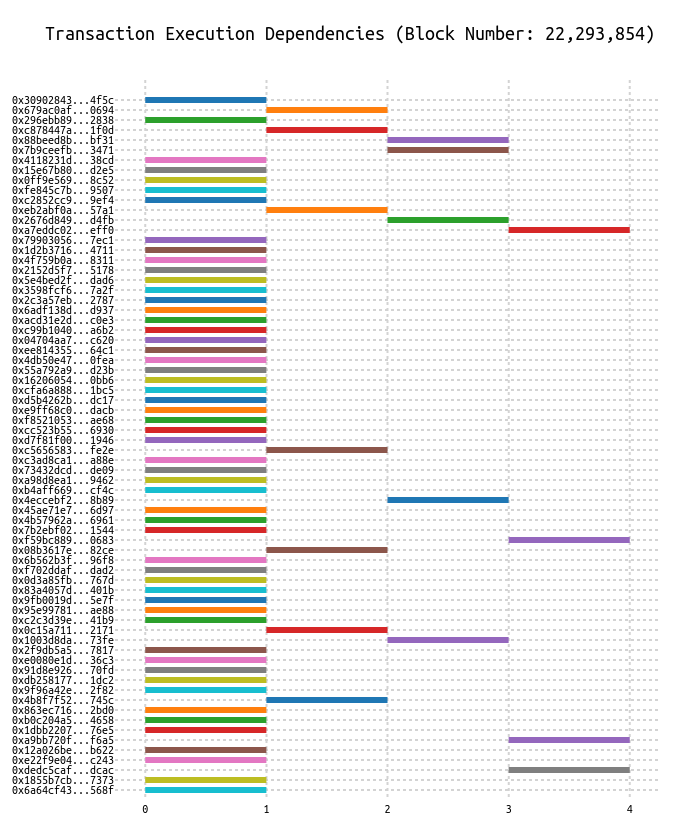 Transaction Execution Dependencies (Block Number: 22,293,854)
0x30902843...4f5c
0x679ac0af...0694
0x296ebb89...2838
0xc878447a...1f0d
0x88beed8b...bf31
0x7b9ceefb...3471
0x4118231d...38cd
0x15e67b80...d2e5
0x0ff9e569...8c52
0xfe845c7b...9507
0xc2852cc9...9ef4
0xeb2abf0a...57a1
0x2676d849...d4fb
0xa7eddc02...eff0
0x79903056...7ec1
0x1d2b3716...4711
0x4f759b0a...8311
0x2152d5f7...5178
0x5e4bed2f...dad6
0x3598fcf6...7a2f
0x2c3a57eb...2787
0x6adf138d...d937
0xacd31e2d...c0e3
0xc99b1040...a6b2
0x04704aa7...c620
0xee814355...64c1
0x4db50e47...0fea
0x55a792a9...d23b
0x16206054...0bb6
0xcfa6a888...1bc5
0xd5b4262b...dc17
0xe9ff68c0...dacb
0xf8521053...ae68
0xcc523b55...6930
0xd7f81f00...1946
0xc5656583...fe2e
0xc3ad8ca1...a88e
0x73432dcd...de09
0xa98d8ea1...9462
0xb4aff669...cf4c
0x4eccebf2...8b89
0x45ae71e7...6d97
0x4b57962a...6961
0x7b2ebf02...1544
0xf59bc889...0683
0x08b3617e...82ce
0x6b562b3f...96f8
0xf702ddaf...dad2
0x0d3a85fb...767d
0x83a4057d...401b
0x9fb0019d...5e7f
0x95e99781...ae88
0xc2c3d39e...41b9
0x0c15a711...2171
0x1003d8da...73fe
0x2f9db5a5...7817
0xe0080e1d...36c3
0x91d8e926...70fd
0xdb258177...1dc2
0x9f96a42e...2f82
0x4b8f7f52...745c
0x863ec716...2bd0
0xb0c204a5...4658
0x1dbb2207...76e5
0xa9bb720f...f6a5
0x12a026be...b622
0xe22f9e04...c243
0xdedc5caf...dcac
0x1855b7cb...7373
0x6a64cf43...568f
0 1 2 3 4